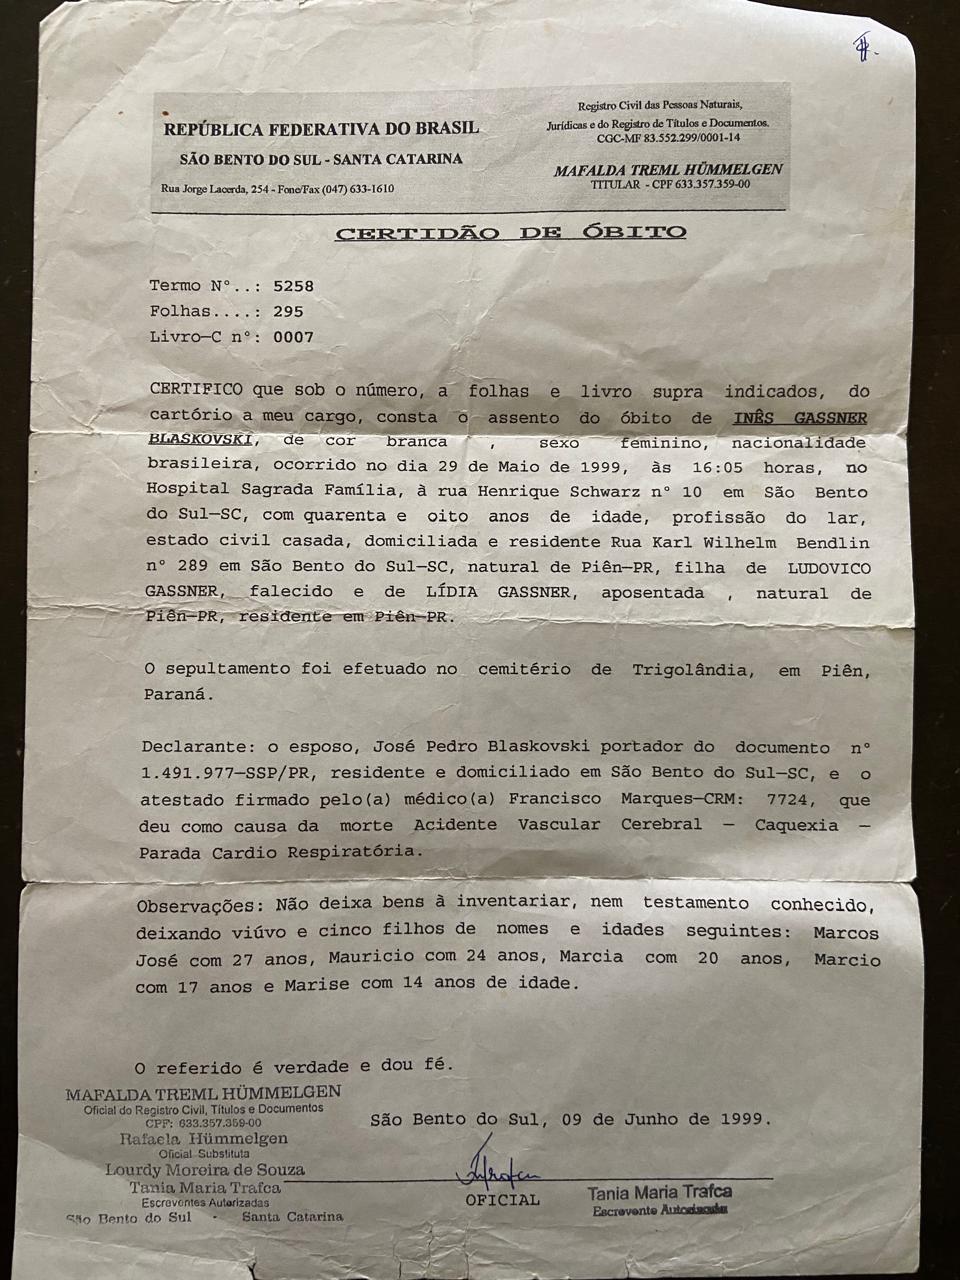 REPÚBLICA FEDERATIVA DO BRASIL
SÃO BENTO DO SUL - SANTA CATARINA
Rua Jorge Lacerda, 254 - Fone/Fax (047) 633-1610
Registro Civil das Pessoas Naturais,
Jurídicas e do Registro de Títulos e Documentos.
CGC-MF 83.552.299/0001-14
MAFALDA TREML HÜMMELGEN
TITULAR - CPF 633.357.359-00
CERTIDÃO DE ÓBITO
Termo N°..: 5258
Folhas....: 295
Livro-C n°: 0007
CERTIFICO que sob o número, a folhas e livro supra indicados, do
cartório a meu cargo, consta o assento do óbito de INÊS GASSNER
BLASKOVSKI, de cor branca , sexo feminino, nacionalidade
brasileira, ocorrido no dia 29 de Maio de 1999, às 16:05 horas, no
Hospital Sagrada Família, à rua Henrique Schwarz n° 10 em São Bento
do Sul-SC, com quarenta e oito anos de idade, profissão do lar,
estado civil casada, domiciliada e residente Rua Karl Wilhelm Bendlin
n° 289 em São Bento do Sul-SC, natural de Piên-PR, filha de LUDOVICO
GASSNER, falecido e de LÍDIA GASSNER, aposentada , natural de
Piên-PR, residente em Piên-PR.
O sepultamento foi efetuado no cemitério de Trigolândia, em Piên,
Paraná.
Declarante: o esposo, José Pedro Blaskovski portador do documento n°
1.491.977-SSP/PR, residente e domiciliado em São Bento do Sul-SC, e o
atestado firmado pelo(a) médico(a) Francisco Marques-CRM: 7724, que
deu como causa da morte Acidente Vascular Cerebral - Caquexia -
Parada Cardio Respiratória.
Observações: Não deixa bens à inventariar, nem testamento conhecido,
deixando viúvo e cinco filhos de nomes e idades seguintes: Marcos
José com 27 anos, Mauricio com 24 anos, Marcia com 20 anos, Marcio
com 17 anos e Marise com 14 anos de idade.
O referido é verdade e dou fé.
MAFALDA TREML HÜMMELGEN
Oficial do Registro Civil, Títulos e Documentos
CPF: 633.357.359-00
Rafaela Hümmelgen
Oficial Substituta
Lourdy Moreira de Souza
Tania Maria Trafca
Escreventes Autorizadas
São Bento do Sul - Santa Catarina
São Bento do Sul, 09 de Junho de 1999.
OFICIAL
Tania Maria Trafca
Escrevente Autorizada